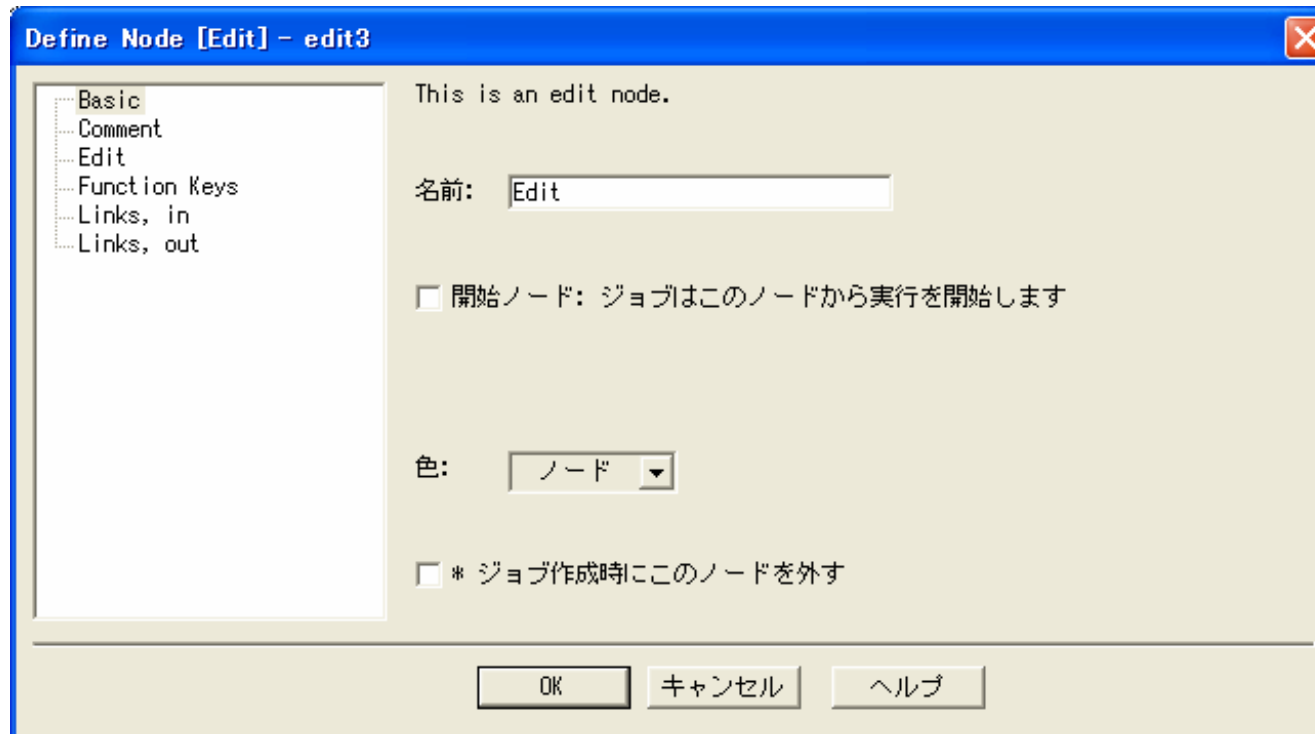 Define Node [Edit] - edit3
Basic
Comment
Edit
Function Keys
Links, in
Links, out
This is an edit node.
名前: Edit
開始ノード: ジョブはこのノードから実行を開始します
色: ノード
* ジョブ作成時にこのノードを外す
OK キャンセル ヘルプ